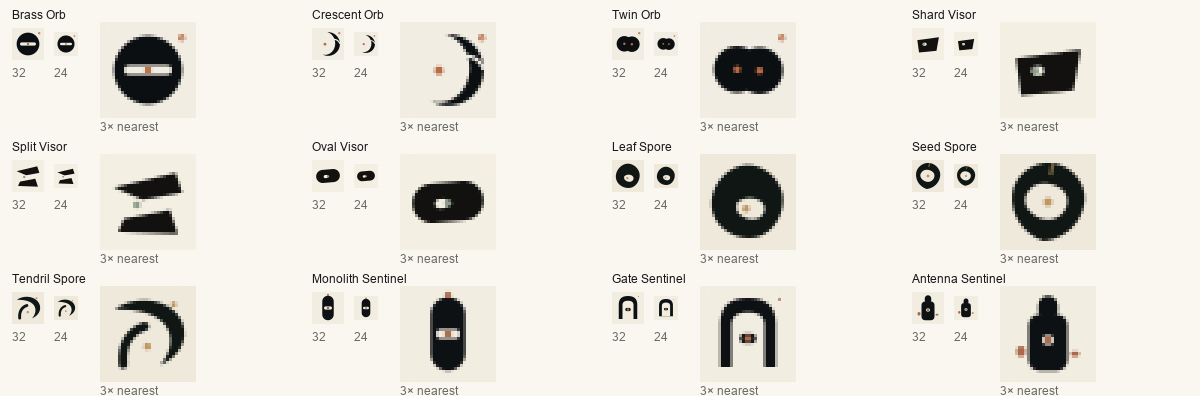 Brass Orb
32 24
3× nearest
Crescent Orb
32 24
3× nearest
Twin Orb
32 24
3× nearest
Shard Visor
32 24
3× nearest
Split Visor
32 24
3× nearest
Oval Visor
32 24
3× nearest
Leaf Spore
32 24
3× nearest
Seed Spore
32 24
3× nearest
Tendril Spore
32 24
3× nearest
Monolith Sentinel
32 24
3× nearest
Gate Sentinel
32 24
3× nearest
Antenna Sentinel
32 24
3× nearest